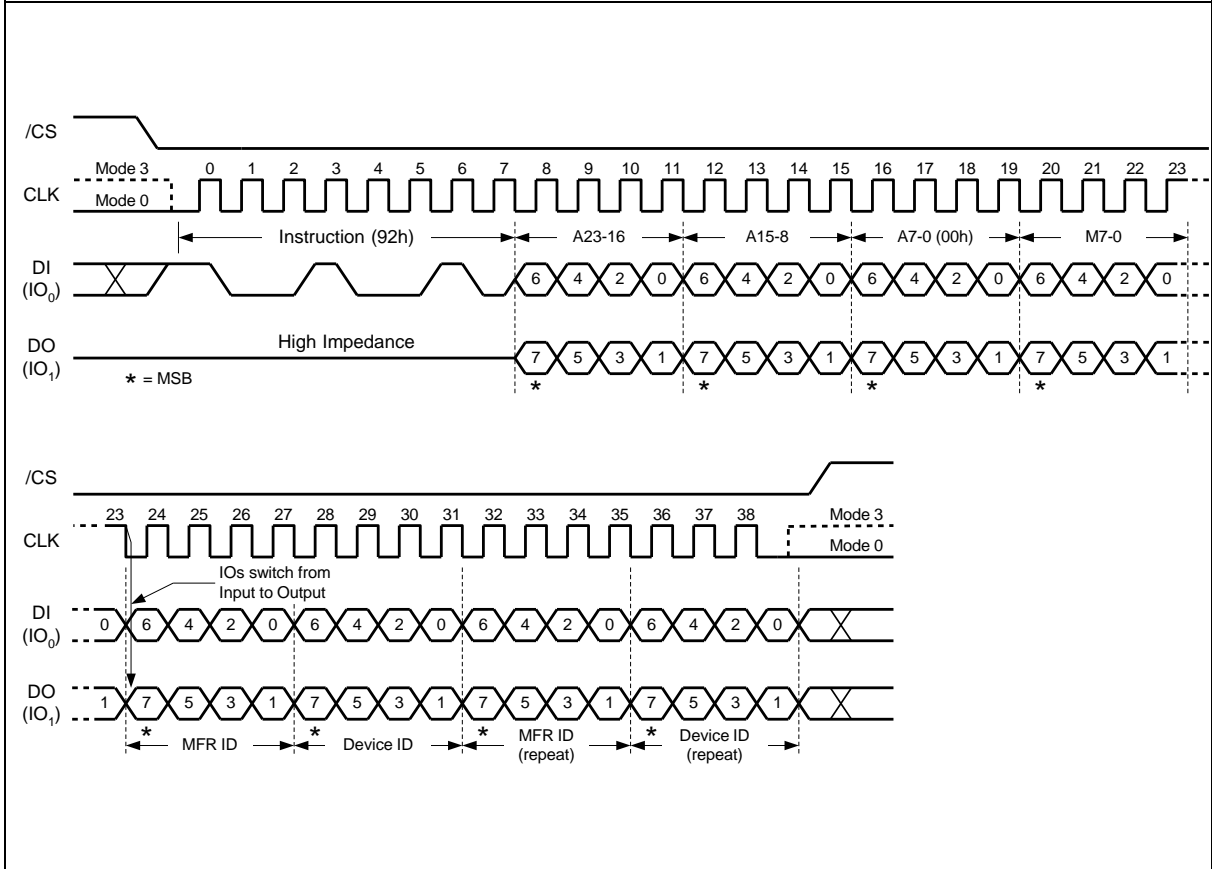 /CS
Mode 3 0 1 2 3 4 5 6 7 8 9 10 11 12 13 14 15 16 17 18 19 20 21 22 23
CLK
Mode 0
Instruction (92h) A23-16 A15-8 A7-0 (00h) M7-0
DI
(IO0)
6 4 2 0 6 4 2 0 6 4 2 0 6 4 2 0
High Impedance
DO
(IO1)
7 5 3 1 7 5 3 1 7 5 3 1 7 5 3 1
* = MSB * * * *
/CS
23 24 25 26 27 28 29 30 31 32 33 34 35 36 37 38 Mode 3
CLK
Mode 0
IOs switch from
Input to Output
DI
(IO0)
0 6 4 2 0 6 4 2 0 6 4 2 0 6 4 2 0
DO
(IO1)
1 7 5 3 1 7 5 3 1 7 5 3 1 7 5 3 1
* * * *
MFR ID Device ID MFR ID
(repeat)
Device ID
(repeat)